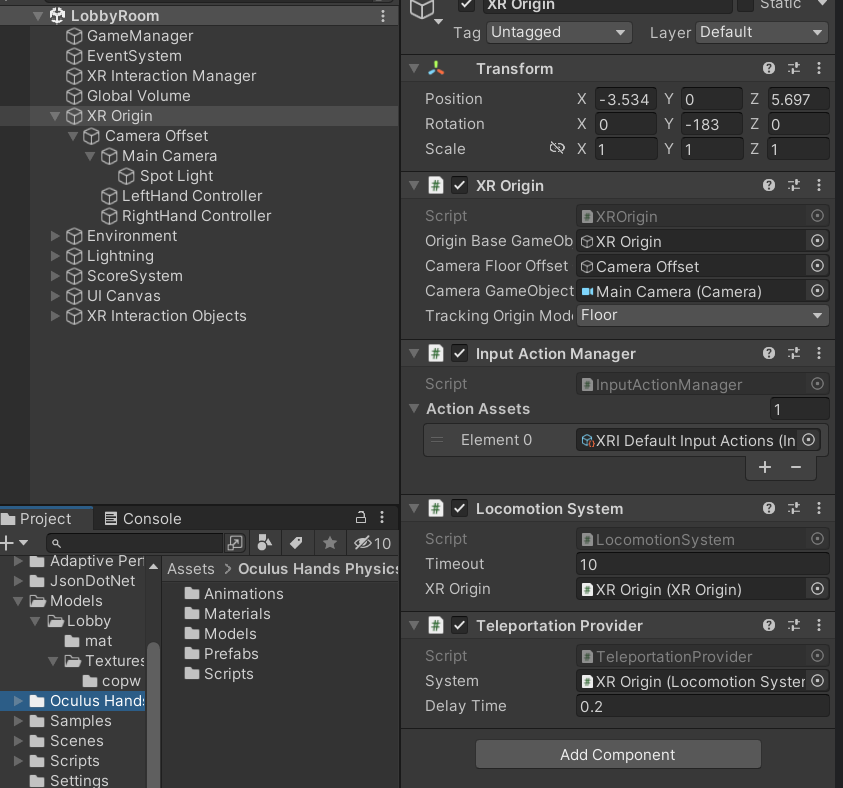 LobbyRoom
GameManager
EventSystem
XR Interaction Manager
Global Volume
XR Origin
Camera Offset
Main Camera
Spot Light
LeftHand Controller
RightHand Controller
Environment
Lightning
ScoreSystem
UI Canvas
XR Interaction Objects
Project
Console
10
Adaptive Per
JsonDotNet
Models
Lobby
mat
Textures
copw
Oculus Hands
Samples
Scenes
Scripts
Settings
Assets > Oculus Hands Physics
Animations
Materials
Models
Prefabs
Scripts
XR Origin Static
Tag Untagged Layer Default
Transform
Position X -3.534 Y 0 Z 5.697
Rotation X 0 Y -183 Z 0
Scale X 1 Y 1 Z 1
# XR Origin
Script # XROrigin
Origin Base GameOb XR Origin
Camera Floor Offset Camera Offset
Camera GameObject Main Camera (Camera)
Tracking Origin Mod Floor
# Input Action Manager
Script # InputActionManager
Action Assets 1
Element 0 XRI Default Input Actions (In
+ −
# Locomotion System
Script # LocomotionSystem
Timeout 10
XR Origin # XR Origin (XR Origin)
# Teleportation Provider
Script # TeleportationProvider
System # XR Origin (Locomotion System
Delay Time 0.2
Add Component